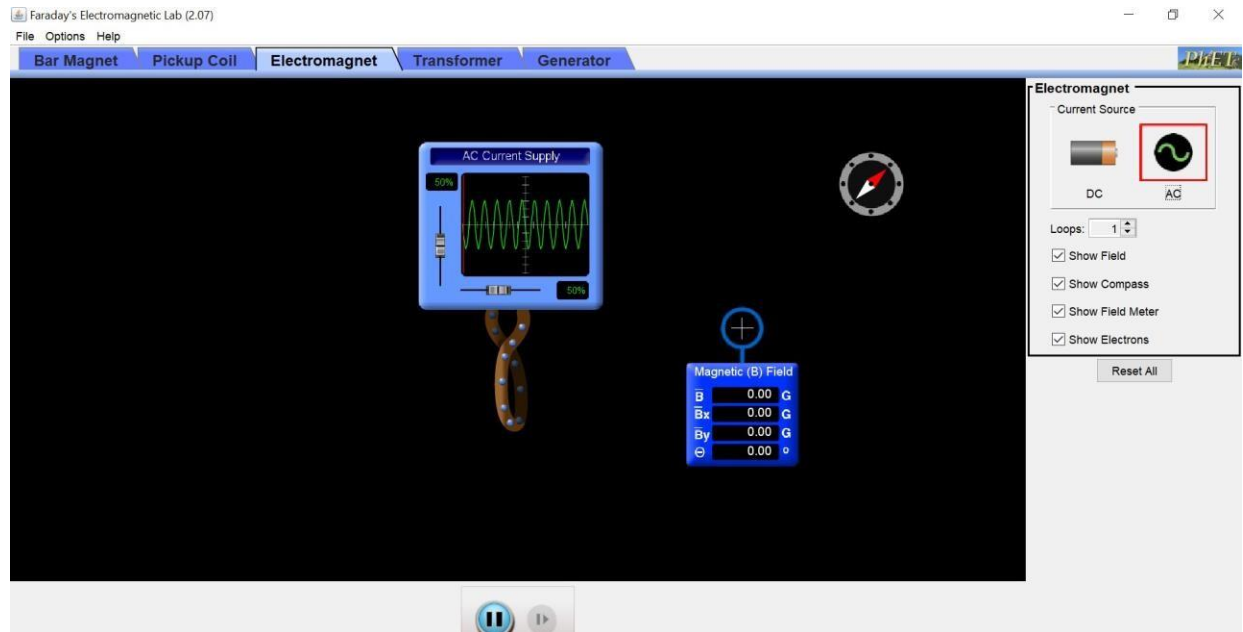 Faraday's Electromagnetic Lab (2.07)
File Options Help
Bar Magnet Pickup Coil Electromagnet Transformer Generator
PhET
Electromagnet
Current Source
DC AC
Loops: 1
Show Field
Show Compass
Show Field Meter
Show Electrons
Reset All
AC Current Supply
50%
50%
Magnetic (B) Field
B 0.00 G
Bx 0.00 G
By 0.00 G
Θ 0.00 º